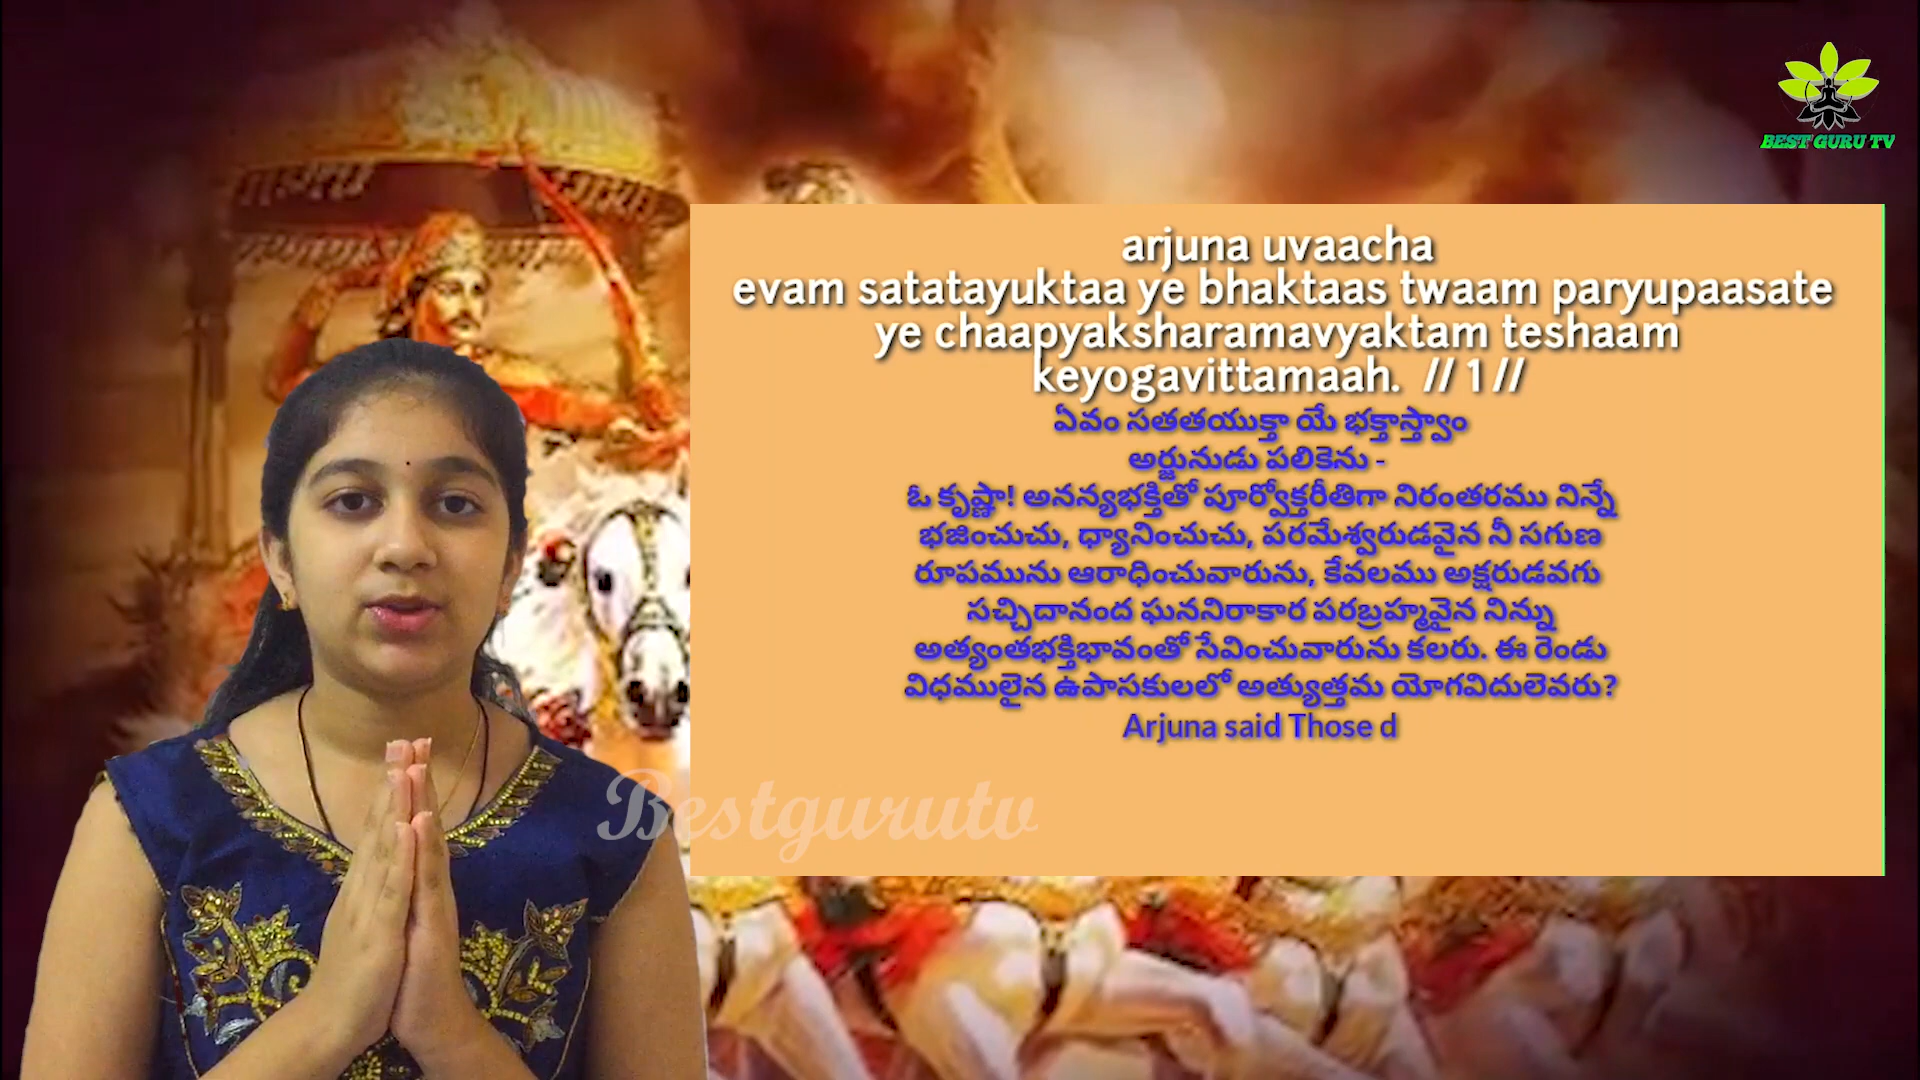 BEST GURU TV
arjuna uvaacha
evam satatayuktaa ye bhaktaas twaam paryupaasate
ye chaapyaksharamavyaktam teshaam
keyogavittamaah. // 1 //
ఏవం సతతయుక్తా యే భక్తాస్త్వాం
అర్జునుడు పలికెను -
ఓ కృష్ణా! అనన్యభక్తితో పూర్వోక్తరీతిగా నిరంతరము నిన్నే
భజించుచు, ధ్యానించుచు, పరమేశ్వరుడవైన నీ సగుణ
రూపమును ఆరాధించువారును, కేవలము అక్షరుడవగు
సచ్చిదానంద ఘననిరాకార పరబ్రహ్మవైన నిన్ను
అత్యంతభక్తిభావంతో సేవించువారును కలరు. ఈ రెండు
విధములైన ఉపాసకులలో అత్యుత్తమ యోగవిదులెవరు?
Arjuna said Those d
Bestgurutv